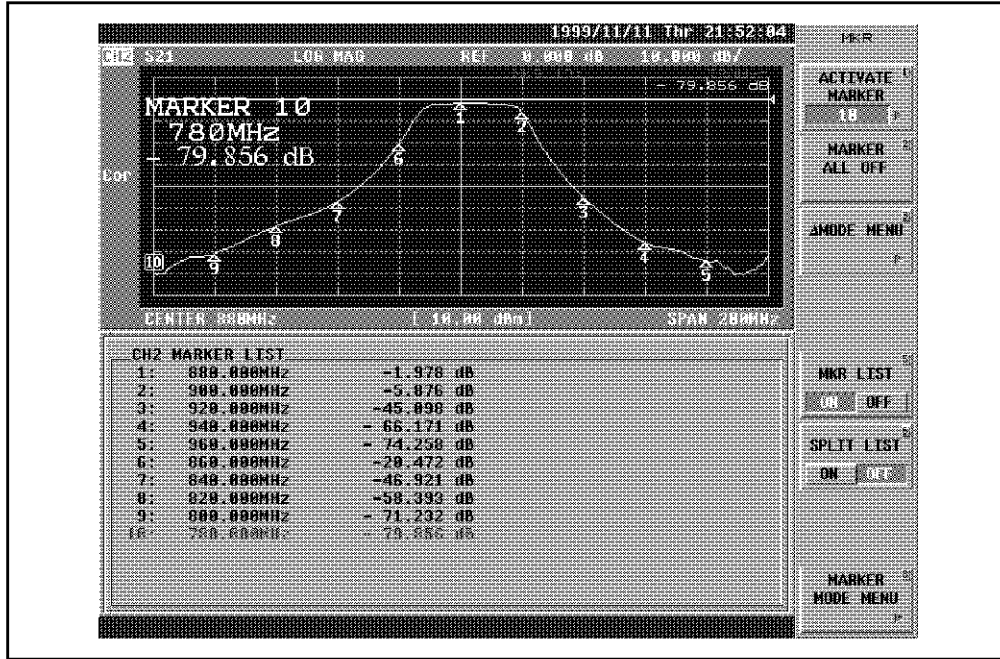 1999/11/11 Thr 21:52:04
CH2 S21 LOG MAG REF 0.000 dB 10.000 dB/
- 79.856 dB
MARKER 10
780MHz
- 79.856 dB
Cor
1
2
6
7
3
8
4
10
9
5
CENTER 880MHz [ 10.00 dBm] SPAN 200MHz
CH2 MARKER LIST
1: 880.000MHz -1.978 dB
2: 900.000MHz -5.876 dB
3: 920.000MHz -45.098 dB
4: 940.000MHz - 66.171 dB
5: 960.000MHz - 74.258 dB
6: 860.000MHz -20.472 dB
7: 840.000MHz -46.921 dB
8: 820.000MHz -58.393 dB
9: 800.000MHz - 71.232 dB
10: 780.000MHz - 79.856 dB
MKR
ACTIVATE
MARKER
10
MARKER
ALL OFF
ΔMODE MENU
MKR LIST
ON OFF
SPLIT LIST
ON OFF
MARKER
MODE MENU